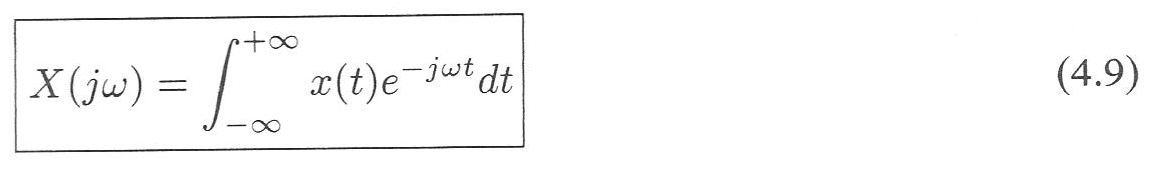 X(jω) = ∫_{-∞}^{+∞} x(t)e^{-jωt}dt (4.9)